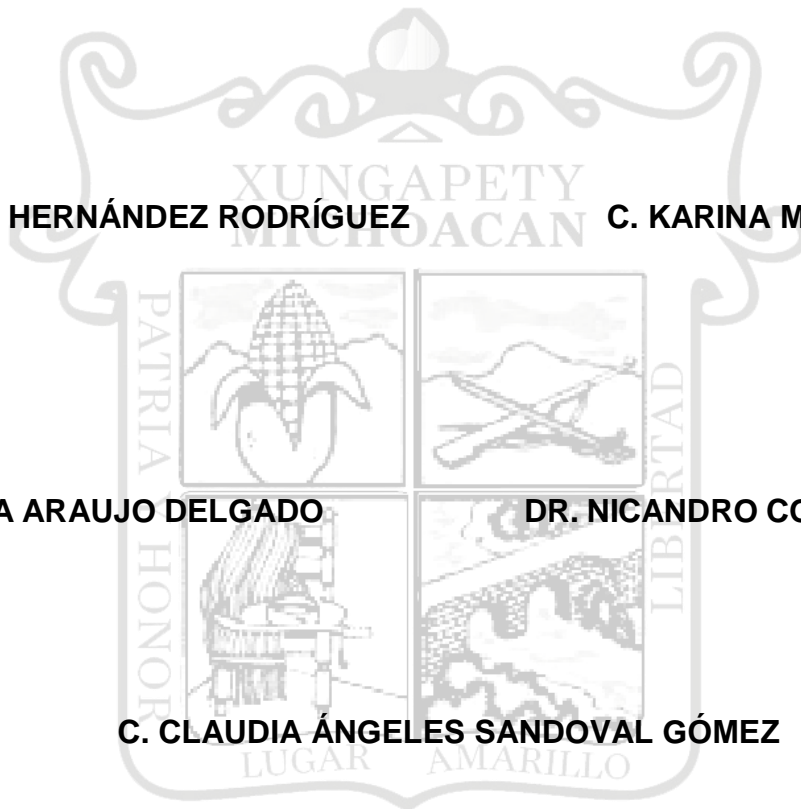 XUNGAPETY
HERNÁNDEZ RODRÍGUEZ C. KARINA M
MICHOACAN
PATRIA Y HONOR
LIBERTAD
A ARAUJO DELGADO DR. NICANDRO CO
C. CLAUDIA ÁNGELES SANDOVAL GÓMEZ
LUGAR AMARILLO